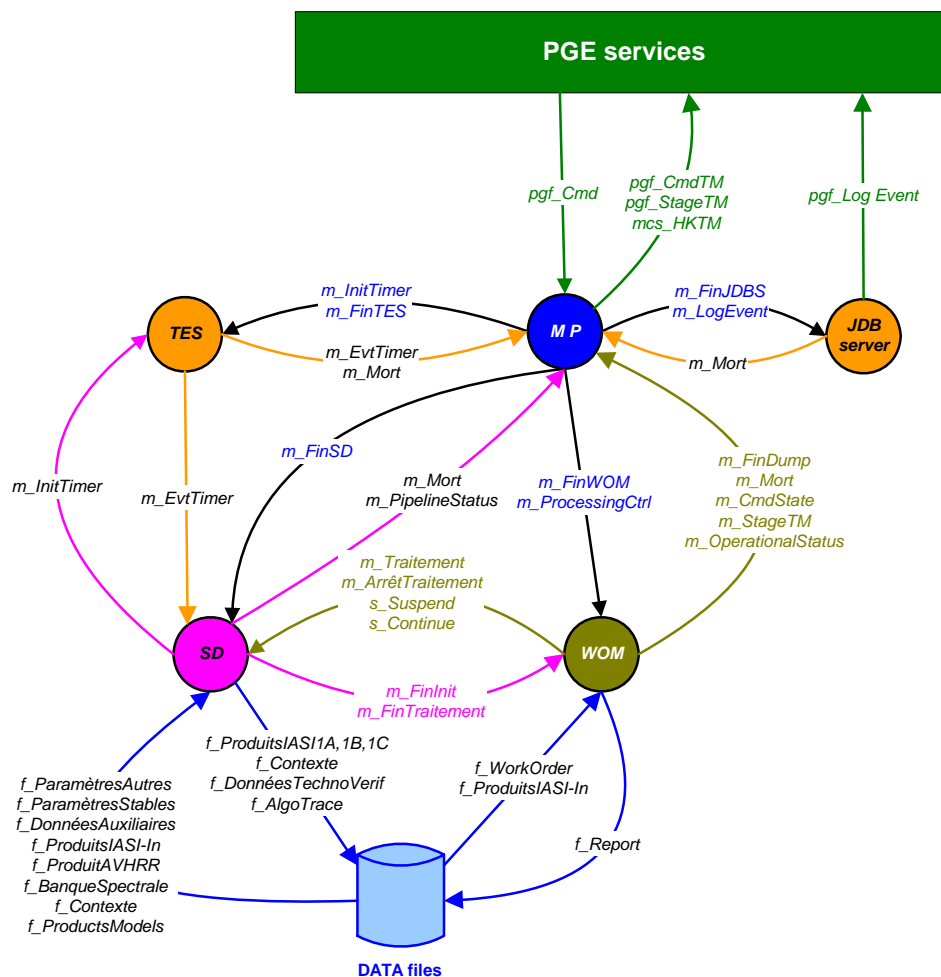 PGE services
pgf_Cmd
pgf_CmdTM
pgf_StageTM
mcs_HKTM
pgf_Log Event
m_InitTimer
m_FinTES
m_FinJDBS
m_LogEvent
TES
M P
JDB
server
m_EvtTimer
m_Mort
m_Mort
m_FinSD
m_InitTimer
m_EvtTimer
m_Mort
m_PipelineStatus
m_FinWOM
m_ProcessingCtrl
m_FinDump
m_Mort
m_CmdState
m_StageTM
m_OperationalStatus
m_Traitement
m_ArrêtTraitement
s_Suspend
s_Continue
SD
WOM
m_FinInit
m_FinTraitement
f_ProduitsIASI1A,1B,1C
f_Contexte
f_DonnéesTechnoVerif
f_AlgoTrace
f_WorkOrder
f_ProduitsIASI-In
f_ParamètresAutres
f_ParamètresStables
f_DonnéesAuxiliaires
f_ProduitsIASI-In
f_ProduitAVHRR
f_BanqueSpectrale
f_Contexte
f_ProductsModels
f_Report
DATA files